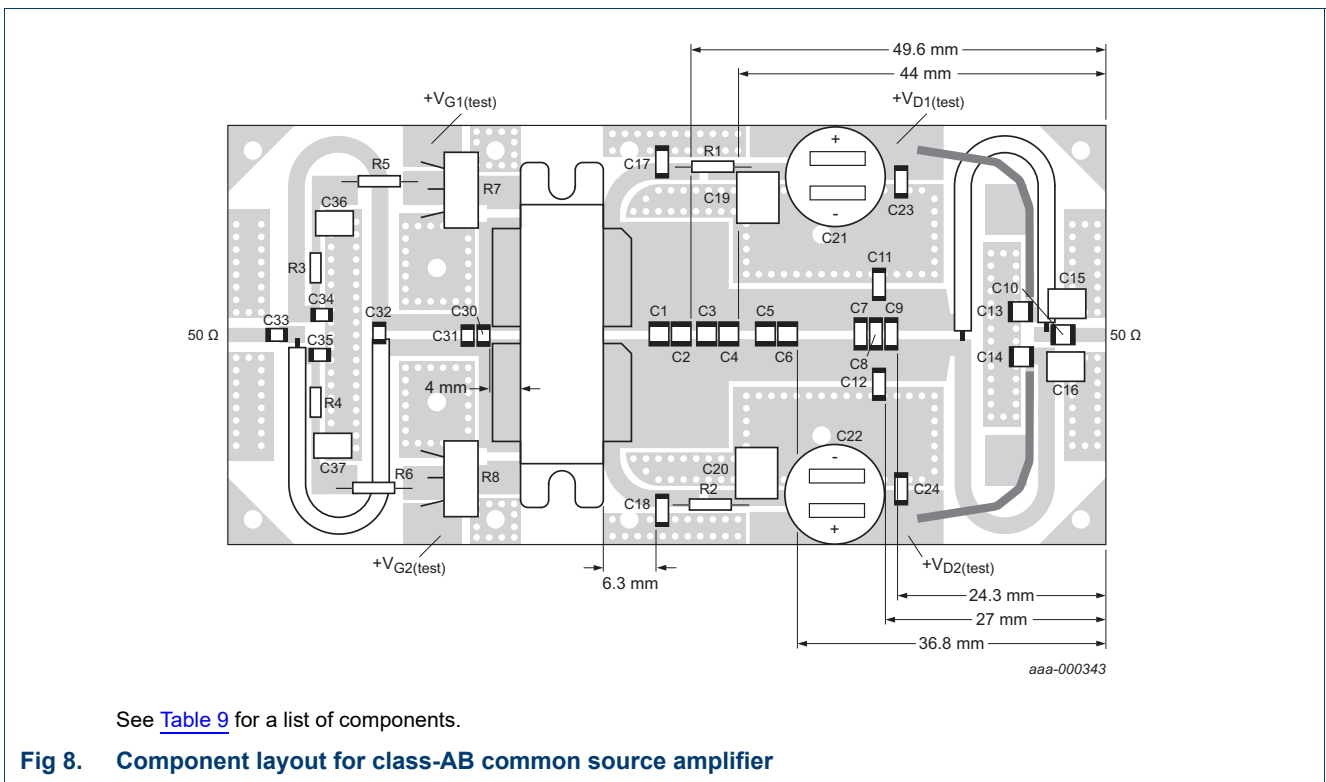 49.6 mm
44 mm
+VG1(test)
+VD1(test)
R5
C17
R1
R7
C36
C19
C23
C21
R3
C11
C10
C15
C34
C13
C33
C32
C30
C1
C3
C5
C7
C9
50 Ω
C31
50 Ω
C35
C2
C4
C6
C8
C14
C12
C16
4 mm
R4
C22
C37
R6
R8
C20
R2
C24
C18
+
-
-
+
+VG2(test)
+VD2(test)
6.3 mm
24.3 mm
27 mm
36.8 mm
aaa-000343
See Table 9 for a list of components.
Fig 8. Component layout for class-AB common source amplifier